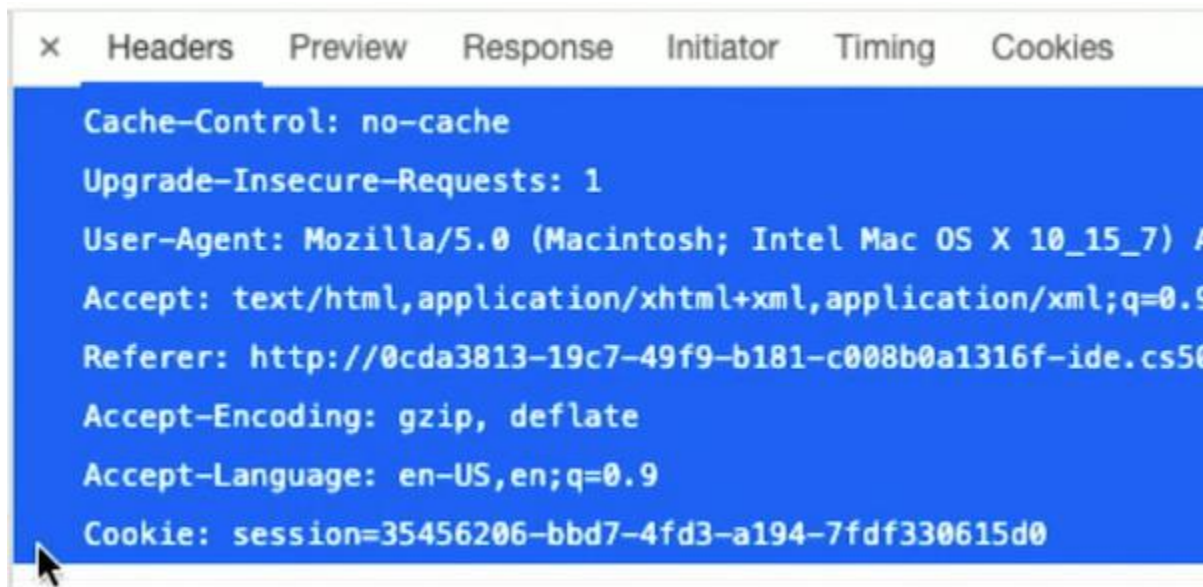 × Headers Preview Response Initiator Timing Cookies
Cache-Control: no-cache
Upgrade-Insecure-Requests: 1
User-Agent: Mozilla/5.0 (Macintosh; Intel Mac OS X 10_15_7) A
Accept: text/html,application/xhtml+xml,application/xml;q=0.9
Referer: http://0cda3813-19c7-49f9-b181-c008b0a1316f-ide.cs50
Accept-Encoding: gzip, deflate
Accept-Language: en-US,en;q=0.9
Cookie: session=35456206-bbd7-4fd3-a194-7fdf330615d0